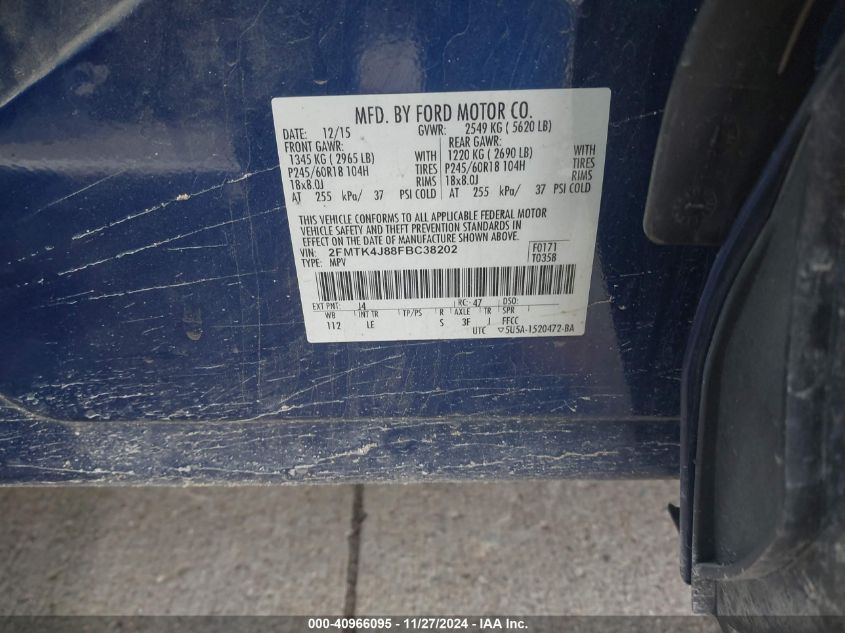 MFD. BY FORD MOTOR CO.
DATE: 12/15 GVWR: 2549 KG ( 5620 LB)
FRONT GAWR: REAR GAWR:
1345 KG ( 2965 LB) WITH 1220 KG ( 2690 LB) WITH
P245/60R18 104H TIRES P245/60R18 104H TIRES
18x8.0J RIMS 18x8.0J RIMS
AT 255 kPa/ 37 PSI COLD AT 255 kPa/ 37 PSI COLD
THIS VEHICLE CONFORMS TO ALL APPLICABLE FEDERAL MOTOR
VEHICLE SAFETY AND THEFT PREVENTION STANDARDS IN
EFFECT ON THE DATE OF MANUFACTURE SHOWN ABOVE.
VIN: 2FMTK4J88FBC38202 F0171
TYPE: MPV T0358
EXT PNT: J4 RC: 47 DSO:
WB INT TR TP/PS R AXLE TR SPR
112 LE S 3F J FFCC
UTC ▽5USA-1520472-BA
000-40966095 - 11/27/2024 - IAA Inc.